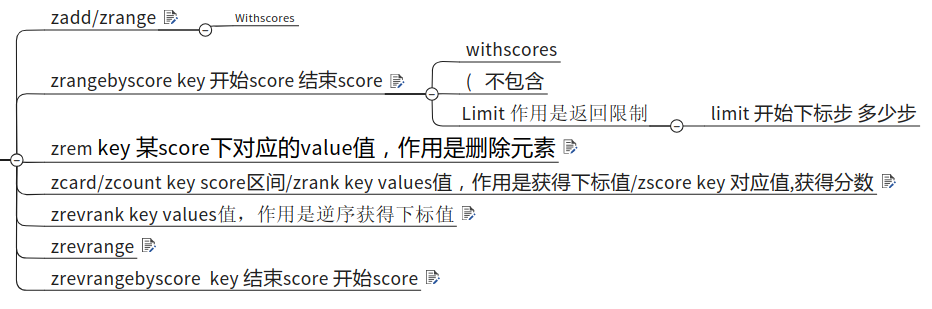 zadd/zrange
Withscores
zrangebyscore key 开始score 结束score
withscores
( 不包含
Limit 作用是返回限制
limit 开始下标步 多少步
zrem key 某score下对应的value值，作用是删除元素
zcard/zcount key score区间/zrank key values值，作用是获得下标值/zscore key 对应值,获得分数
zrevrank key values值，作用是逆序获得下标值
zrevrange
zrevrangebyscore  key 结束score 开始score